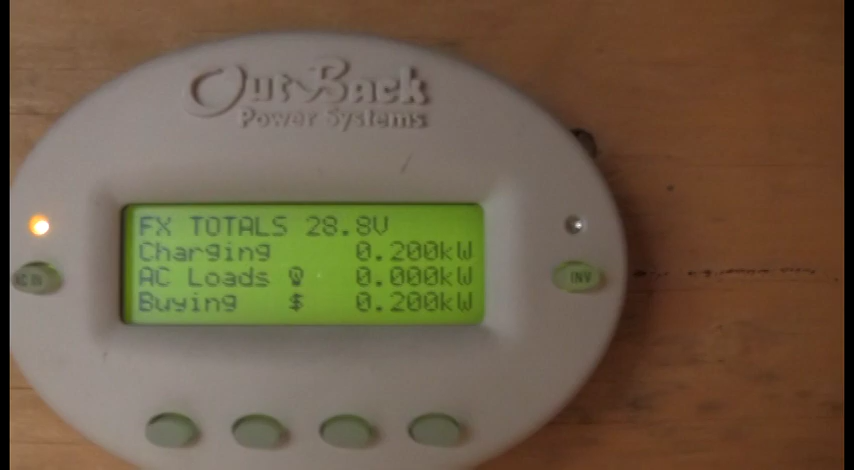 OutBack
Power Systems
FX TOTALS 28.8V
Charging 0.200kW
AC Loads 0.000kW
Buying $ 0.200kW
INV